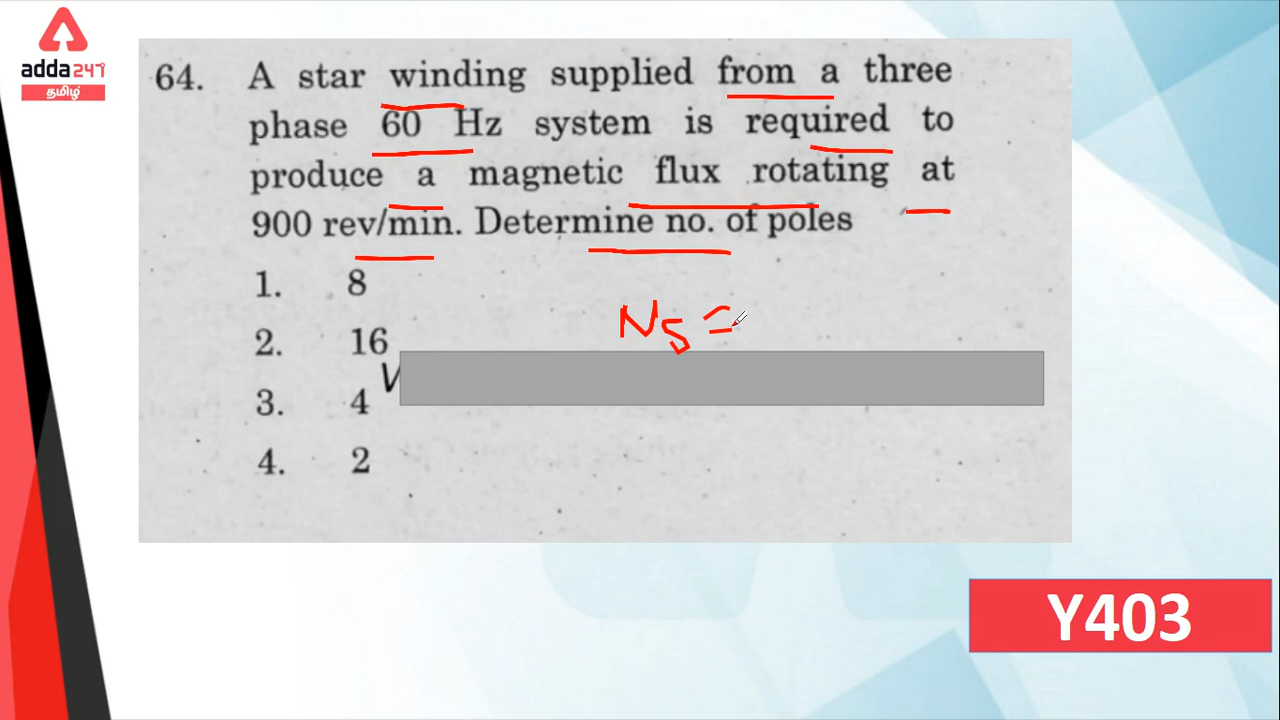 adda247
தமிழ்
64. A star winding supplied from a three
phase 60 Hz system is required to
produce a magnetic flux rotating at
900 rev/min. Determine no. of poles
1. 8
2. 16
3. 4
4. 2
Ns =
Y403